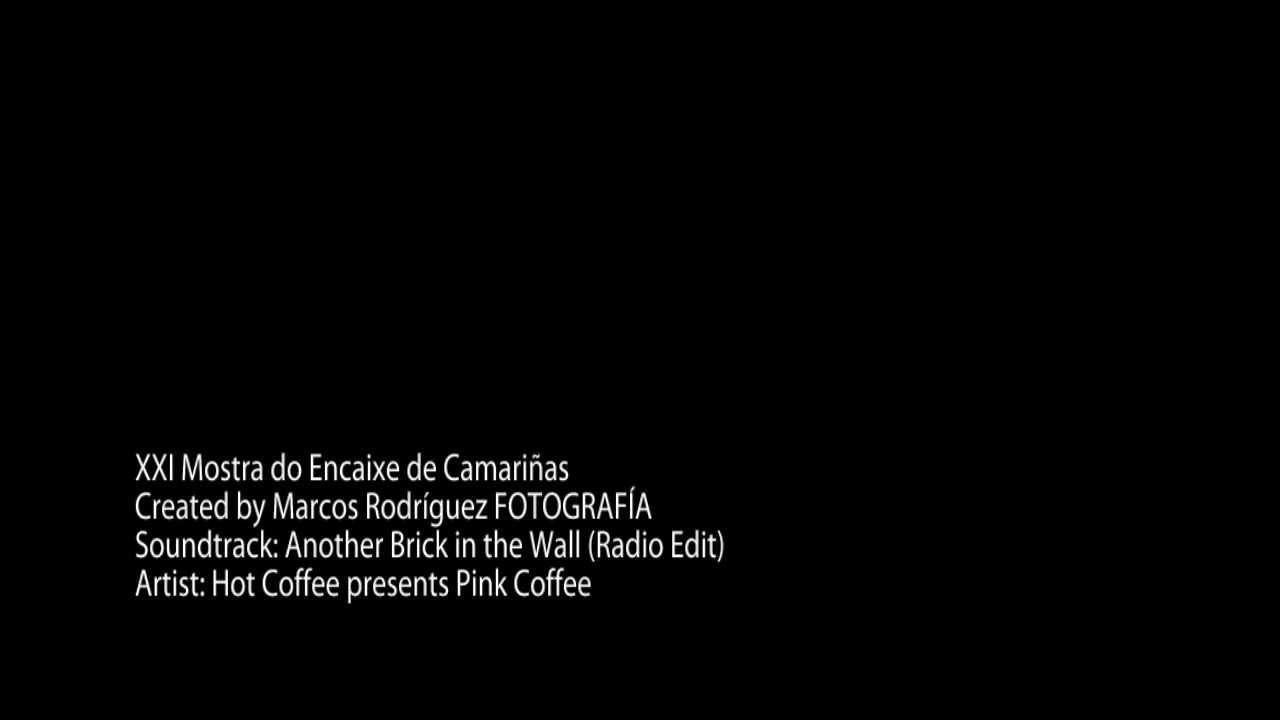 XXI Mostra do Encaixe de Camariñas
Created by Marcos Rodríguez FOTOGRAFÍA
Soundtrack: Another Brick in the Wall (Radio Edit)
Artist: Hot Coffee presents Pink Coffee